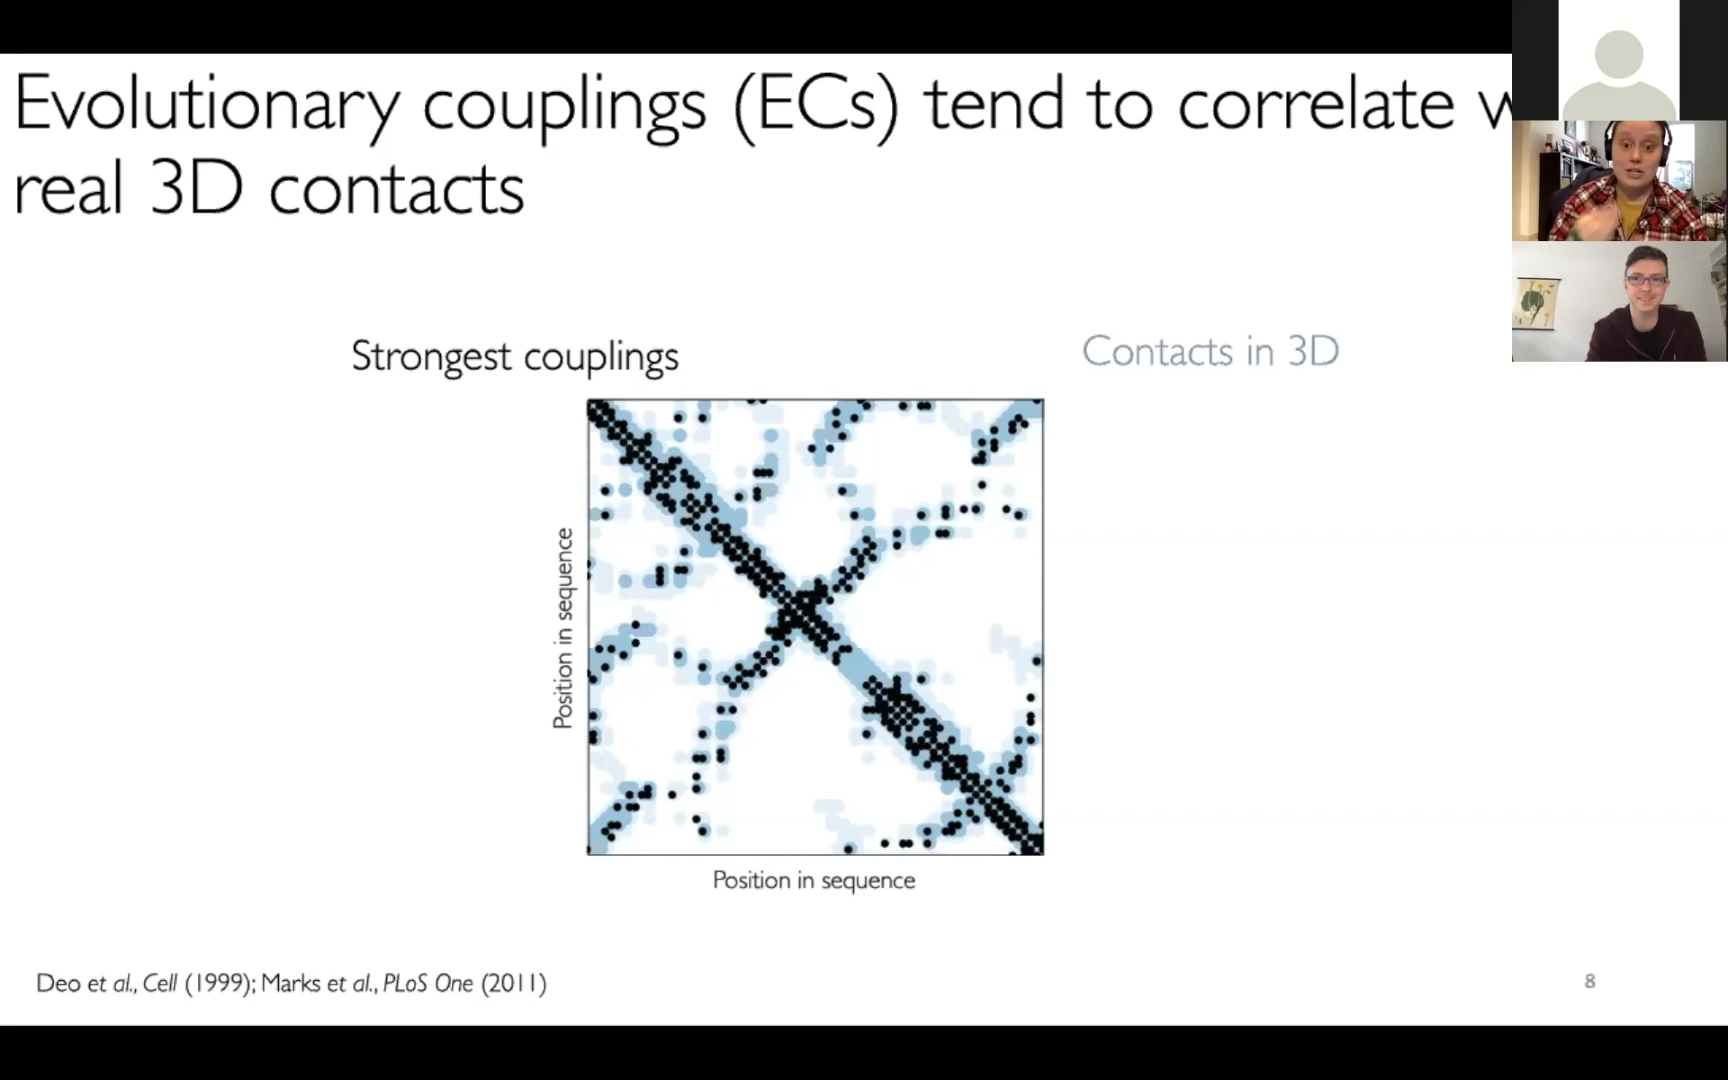 Evolutionary couplings (ECs) tend to correlate
real 3D contacts
Strongest couplings
Contacts in 3D
Position in sequence
Position in sequence
Deo et al., Cell (1999); Marks et al., PLoS One (2011)
8